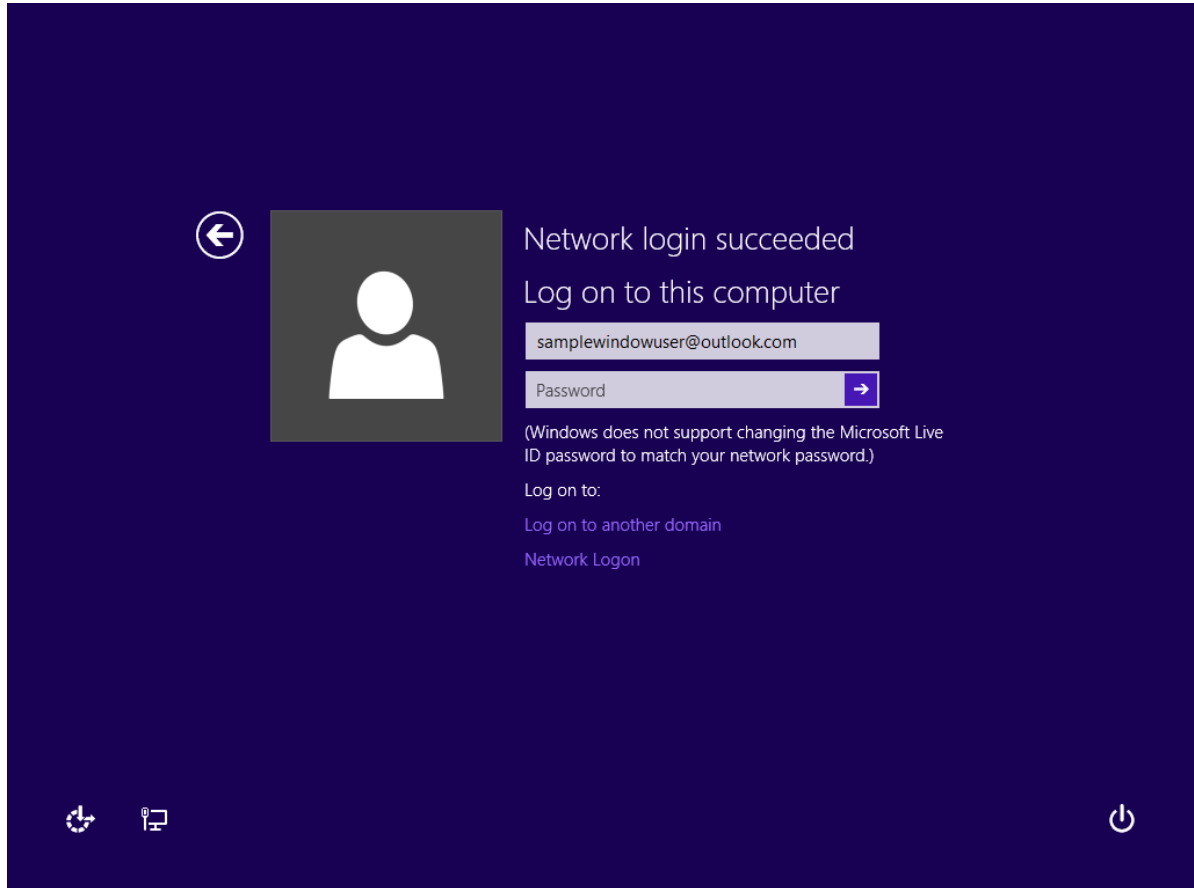 Network login succeeded
Log on to this computer
samplewindowuser@outlook.com
Password
(Windows does not support changing the Microsoft Live
ID password to match your network password.)
Log on to:
Log on to another domain
Network Logon